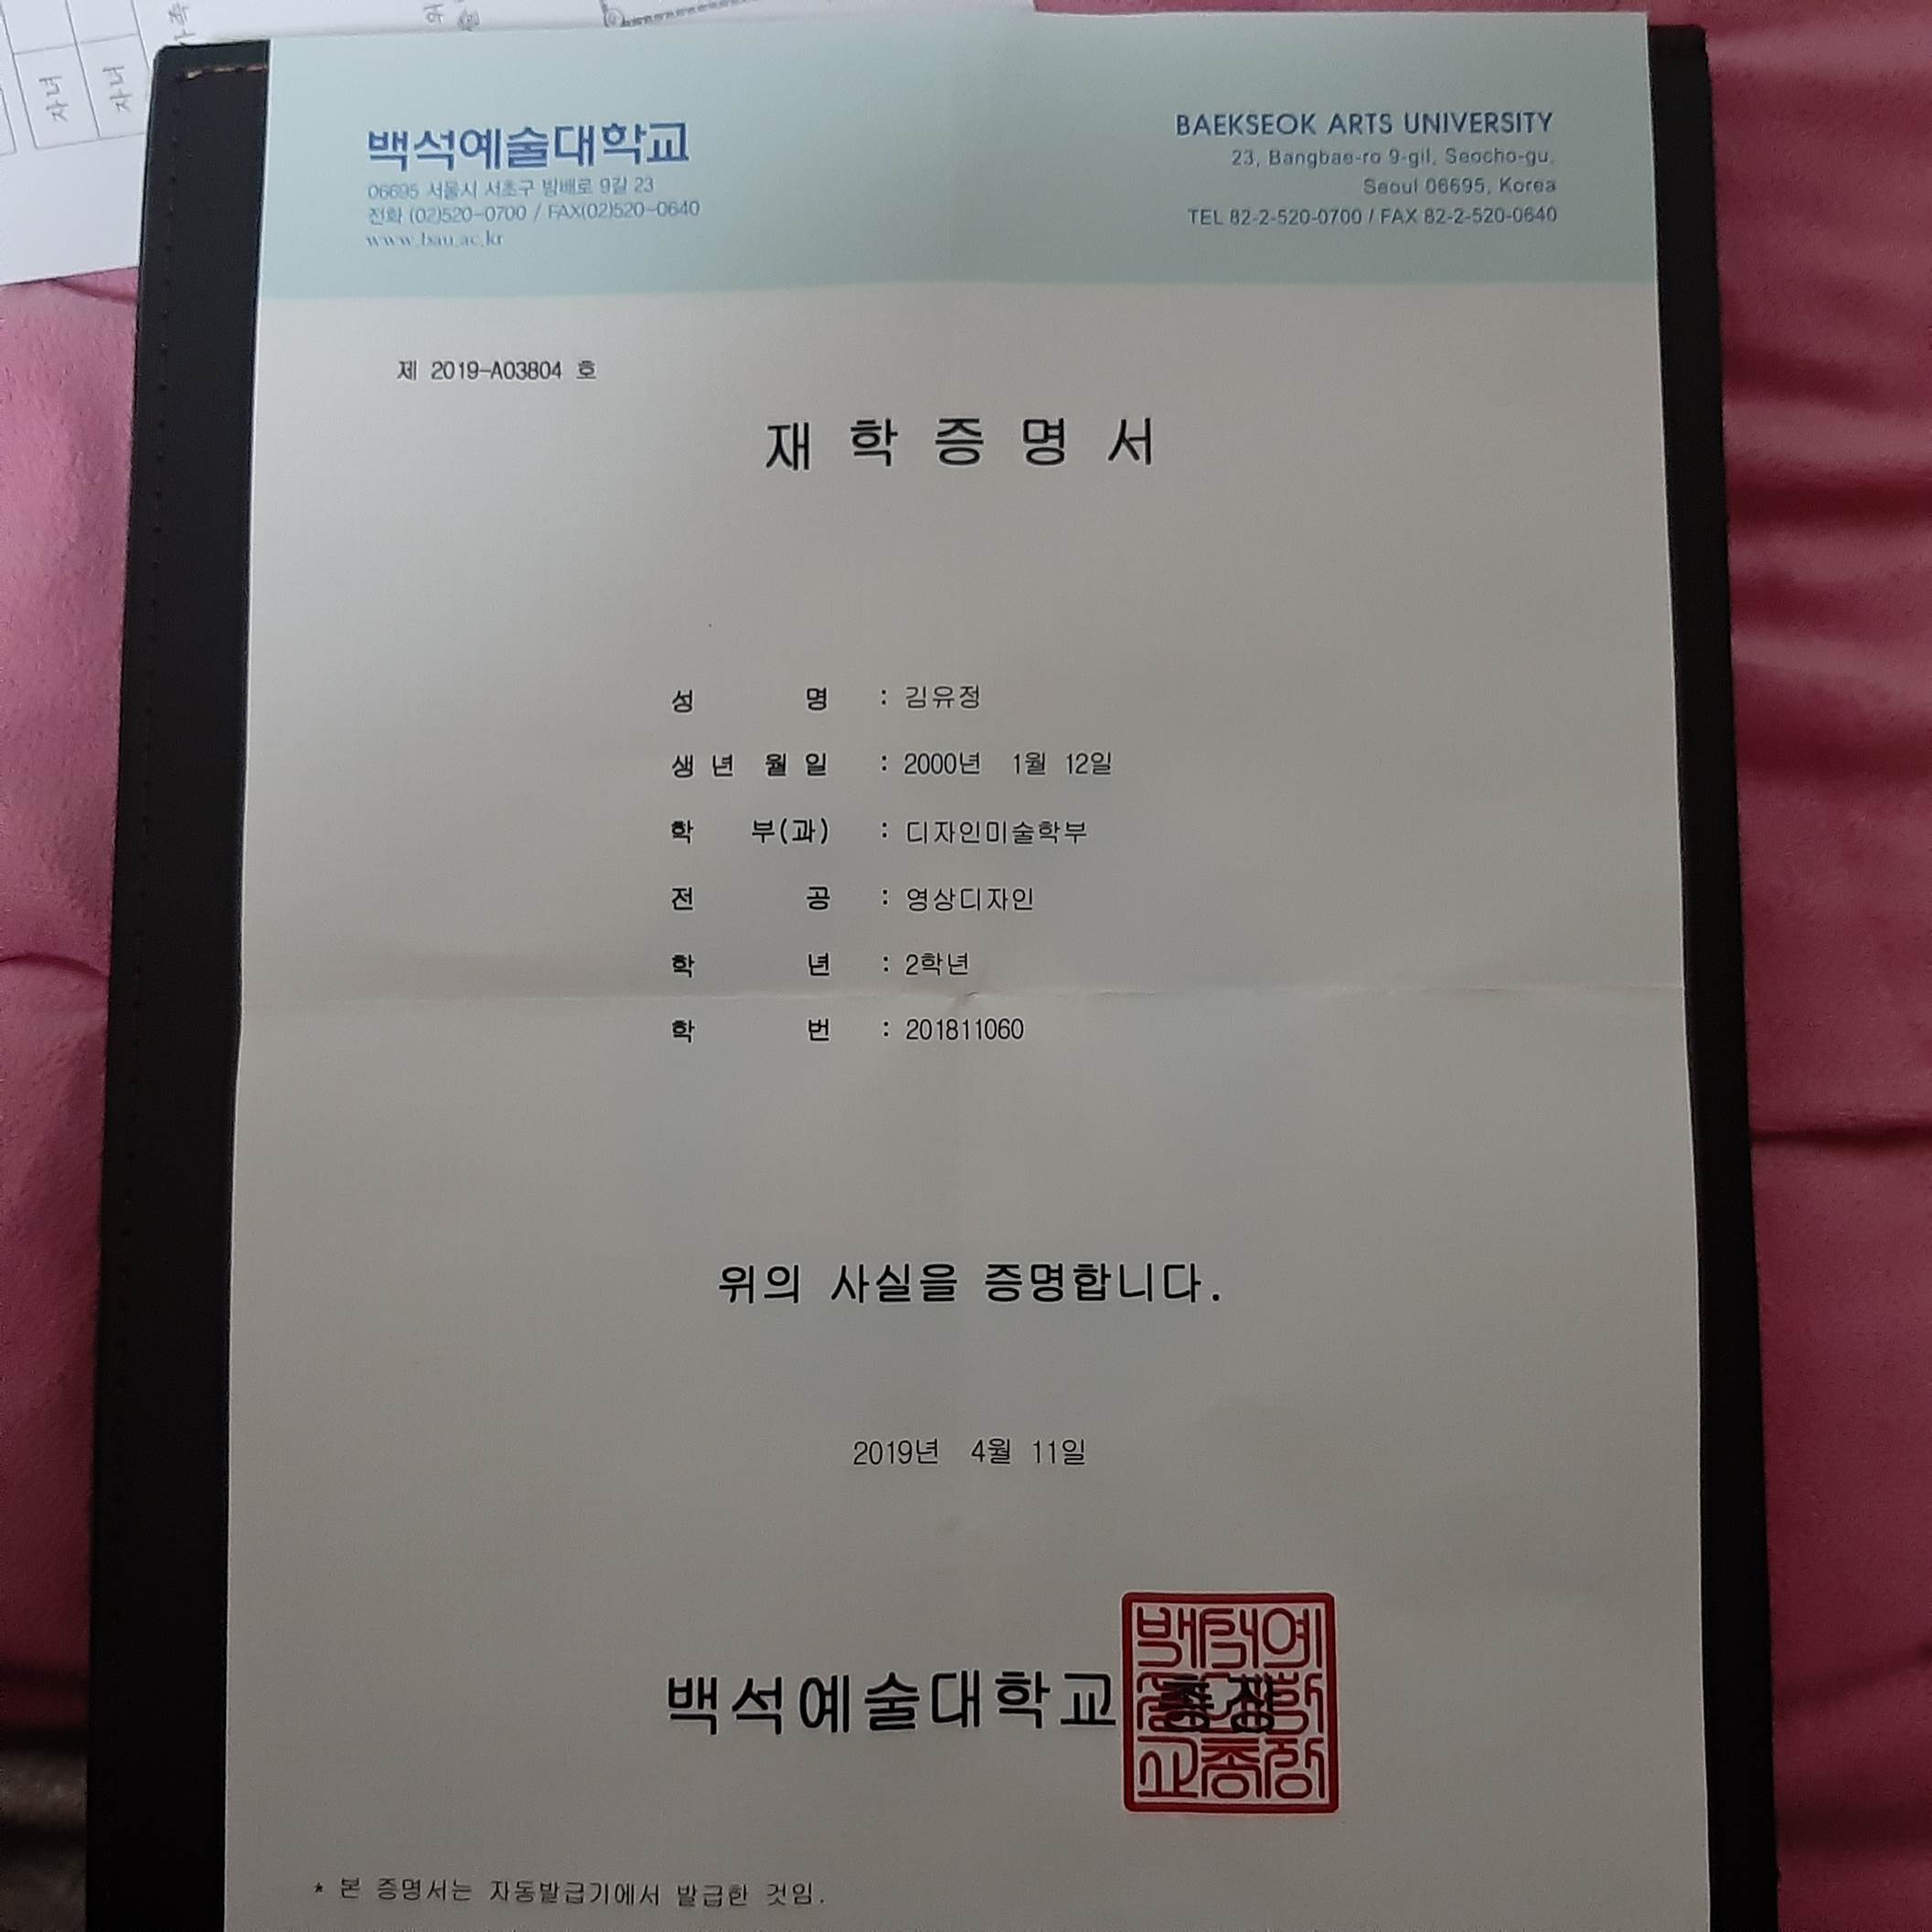 자녀
자녀
백석예술대학교
06695 서울시 서초구 방배로 9길 23
전화 (02)520-0700 / FAX(02)520-0640
www.bau.ac.kr
BAEKSEOK ARTS UNIVERSITY
23, Bangbae-ro 9-gil, Seocho-gu,
Seoul 06695, Korea
TEL 82-2-520-0700 / FAX 82-2-520-0640
제 2019-A03804 호
재 학 증 명 서
성 명 : 김유정
생 년 월 일 : 2000년 1월 12일
학 부(과) : 디자인미술학부
전 공 : 영상디자인
학 년 : 2학년
학 번 : 201811060
위의 사실을 증명합니다.
2019년 4월 11일
백석예술대학교 총장
백석예
술대학
교총장
* 본 증명서는 자동발급기에서 발급한 것임.